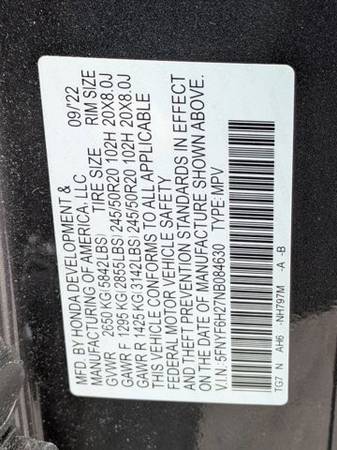 MFD BY HONDA DEVELOPMENT & 09/22
MANUFACTURING OF AMERICA, LLC
TIRE SIZE RIM SIZE
GVWR 2650 KG(5842LBS)
GAWR F 1295 KG(2855LBS) 245/50R20 102H 20X8.0J
GAWR R 1425 KG(3142LBS) 245/50R20 102H 20X8.0J
THIS VEHICLE CONFORMS TO ALL APPLICABLE
FEDERAL MOTOR VEHICLE SAFETY
AND THEFT PREVENTION STANDARDS IN EFFECT
ON THE DATE OF MANUFACTURE SHOWN ABOVE.
V.I.N. 5FNYF6H27NB084630 TYPE:MPV
TG7 N AH6 -NH797M -A -B